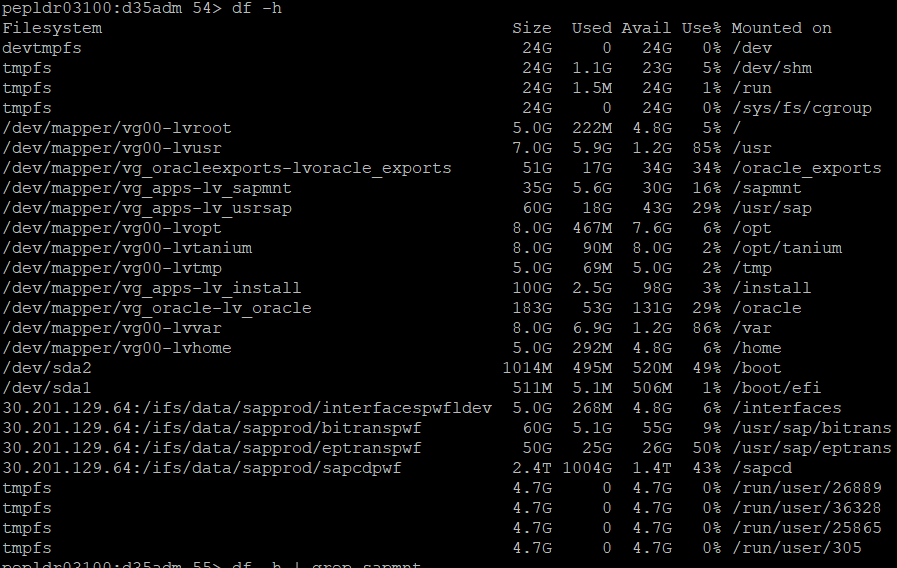 pepldr03100:d35adm 54> df -h
Filesystem Size Used Avail Use% Mounted on
devtmpfs 24G 0 24G 0% /dev
tmpfs 24G 1.1G 23G 5% /dev/shm
tmpfs 24G 1.5M 24G 1% /run
tmpfs 24G 0 24G 0% /sys/fs/cgroup
/dev/mapper/vg00-lvroot 5.0G 222M 4.8G 5% /
/dev/mapper/vg00-lvusr 7.0G 5.9G 1.2G 85% /usr
/dev/mapper/vg_oracleexports-lvoracle_exports 51G 17G 34G 34% /oracle_exports
/dev/mapper/vg_apps-lv_sapmnt 35G 5.6G 30G 16% /sapmnt
/dev/mapper/vg_apps-lv_usrsap 60G 18G 43G 29% /usr/sap
/dev/mapper/vg00-lvopt 8.0G 467M 7.6G 6% /opt
/dev/mapper/vg00-lvtanium 8.0G 90M 8.0G 2% /opt/tanium
/dev/mapper/vg00-lvtmp 5.0G 69M 5.0G 2% /tmp
/dev/mapper/vg_apps-lv_install 100G 2.5G 98G 3% /install
/dev/mapper/vg_oracle-lv_oracle 183G 53G 131G 29% /oracle
/dev/mapper/vg00-lvvar 8.0G 6.9G 1.2G 86% /var
/dev/mapper/vg00-lvhome 5.0G 292M 4.8G 6% /home
/dev/sda2 1014M 495M 520M 49% /boot
/dev/sda1 511M 5.1M 506M 1% /boot/efi
30.201.129.64:/ifs/data/sapprod/interfacespwfldev 5.0G 268M 4.8G 6% /interfaces
30.201.129.64:/ifs/data/sapprod/bitranspwf 60G 5.1G 55G 9% /usr/sap/bitrans
30.201.129.64:/ifs/data/sapprod/eptranspwf 50G 25G 26G 50% /usr/sap/eptrans
30.201.129.64:/ifs/data/sapprod/sapcdpwf 2.4T 1004G 1.4T 43% /sapcd
tmpfs 4.7G 0 4.7G 0% /run/user/26889
tmpfs 4.7G 0 4.7G 0% /run/user/36328
tmpfs 4.7G 0 4.7G 0% /run/user/25865
tmpfs 4.7G 0 4.7G 0% /run/user/305
pepldr03100:d35adm 55> df -h | grep sapmnt